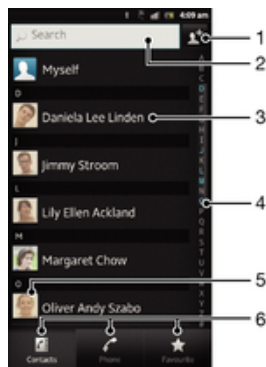 4:09 am
Search
1
2
Myself
D
Daniela Lee Linden
3
J
Jimmy Stroom
L
Lily Ellen Ackland
4
M
Margaret Chow
O
5
Oliver Andy Szabo
6
Contacts Phone Favourite